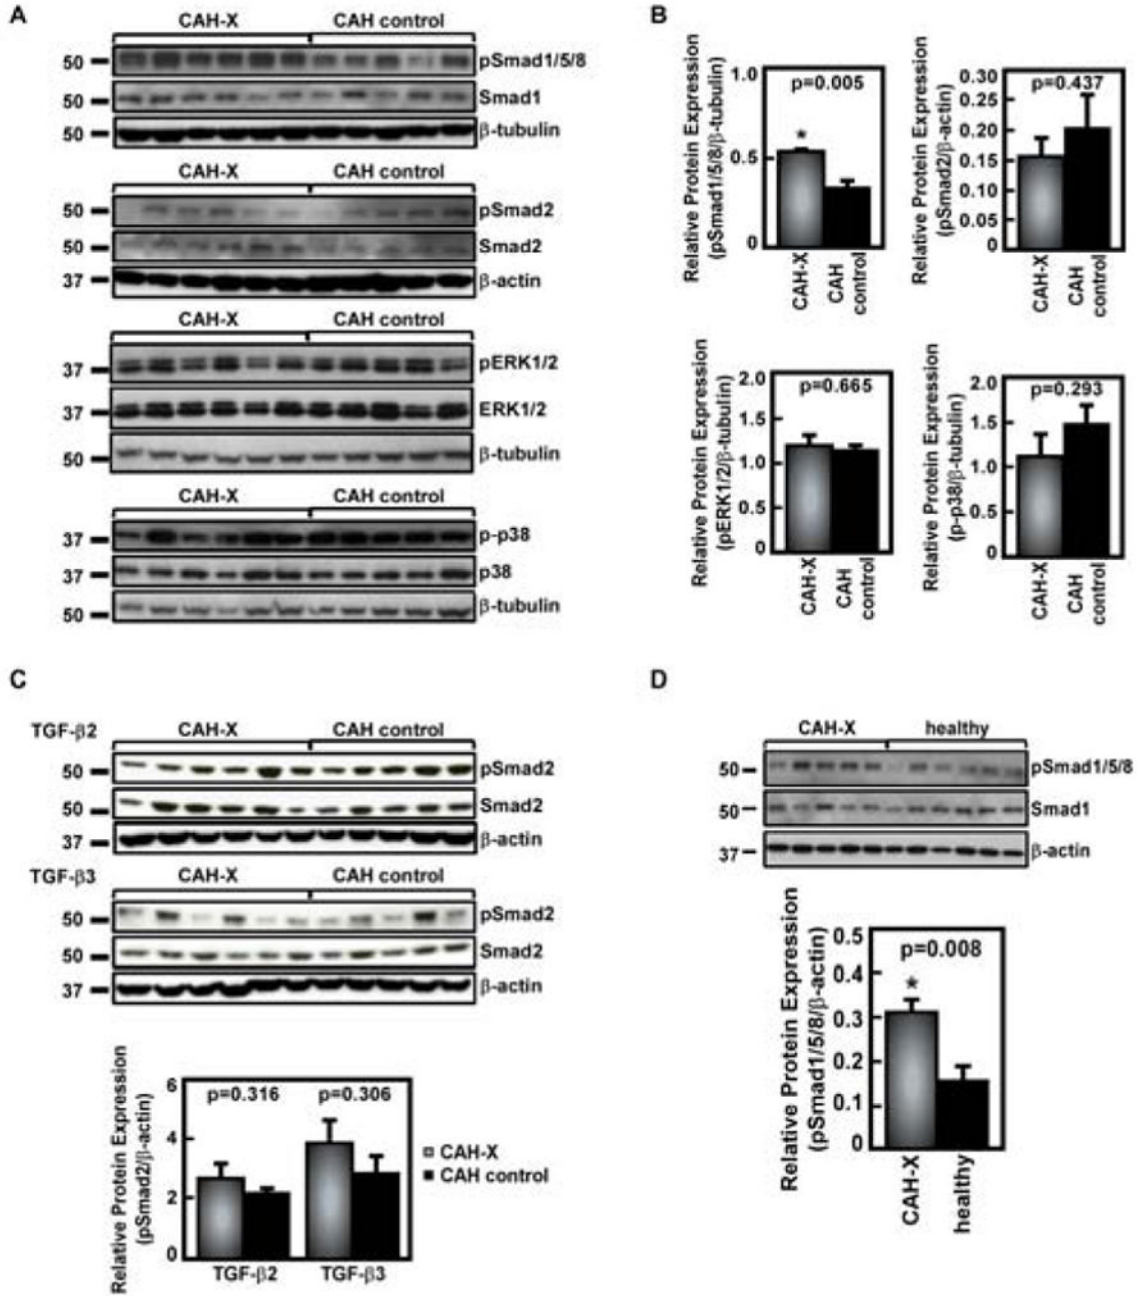 A
CAH-X CAH control
50 pSmad1/5/8
50 Smad1
50 β-tubulin
CAH-X CAH control
50 pSmad2
50 Smad2
37 β-actin
CAH-X CAH control
37 pERK1/2
37 ERK1/2
50 β-tubulin
CAH-X CAH control
37 p-p38
37 p38
50 β-tubulin
B
Relative Protein Expression
(pSmad1/5/8/β-tubulin)
1.0
0.5
0
p=0.005
*
CAH-X
CAH
control
Relative Protein Expression
(pSmad2/β-actin)
0.30
0.25
0.20
0.15
0.10
0.05
0
p=0.437
CAH-X
CAH
control
Relative Protein Expression
(pERK1/2/β-tubulin)
2.0
1.5
1.0
0.5
0
p=0.665
CAH-X
CAH
control
Relative Protein Expression
(p-p38/β-tubulin)
2.0
1.5
1.0
0.5
0
p=0.293
CAH-X
CAH
control
C
TGF-β2 CAH-X CAH control
50 pSmad2
50 Smad2
37 β-actin
TGF-β3 CAH-X CAH control
50 pSmad2
50 Smad2
37 β-actin
Relative Protein Expression
(pSmad2/β-actin)
6
4
2
0
p=0.316 p=0.306
TGF-β2 TGF-β3
CAH-X
CAH control
D
CAH-X healthy
50 pSmad1/5/8
50 Smad1
37 β-actin
Relative Protein Expression
(pSmad1/5/8/β-actin)
0.5
0.4
0.3
0.2
0.1
0
p=0.008
*
CAH-X
healthy